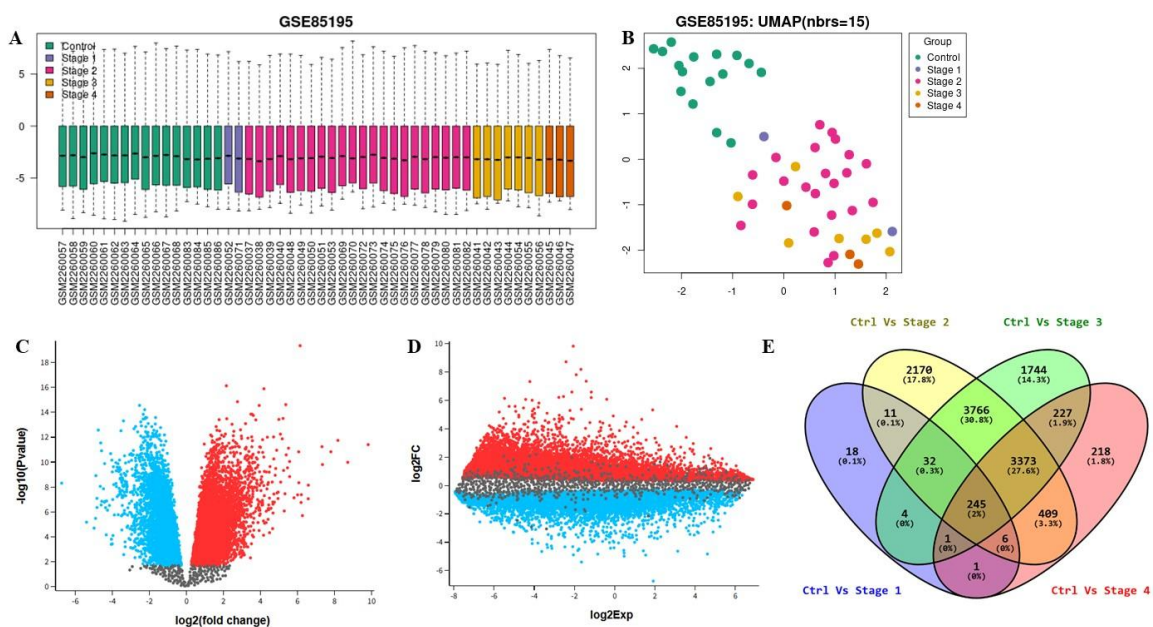 A
GSE85195
Control
Stage 1
Stage 2
Stage 3
Stage 4
5
0
-5
GSM2260057
GSM2260058
GSM2260059
GSM2260060
GSM2260061
GSM2260062
GSM2260063
GSM2260064
GSM2260065
GSM2260066
GSM2260067
GSM2260068
GSM2260083
GSM2260084
GSM2260085
GSM2260086
GSM2260052
GSM2260071
GSM2260037
GSM2260038
GSM2260039
GSM2260040
GSM2260048
GSM2260049
GSM2260050
GSM2260051
GSM2260053
GSM2260069
GSM2260070
GSM2260072
GSM2260073
GSM2260074
GSM2260075
GSM2260076
GSM2260077
GSM2260078
GSM2260079
GSM2260080
GSM2260081
GSM2260082
GSM2260041
GSM2260042
GSM2260043
GSM2260044
GSM2260054
GSM2260055
GSM2260056
GSM2260045
GSM2260046
GSM2260047
B
GSE85195: UMAP(nbrs=15)
2
1
0
-1
-2
-2 -1 0 1 2
Group
Control
Stage 1
Stage 2
Stage 3
Stage 4
C
-log10(Pvalue)
18
16
14
12
10
8
6
4
2
0
-6 -4 -2 0 2 4 6 8 10
log2(fold change)
D
log2FC
10
8
6
4
2
0
-2
-4
-6
-8 -6 -4 -2 0 2 4 6
log2Exp
E
Ctrl Vs Stage 2
Ctrl Vs Stage 3
2170
(17.8%)
1744
(14.3%)
11
(0.1%)
3766
(30.8%)
227
(1.9%)
18
(0.1%)
32
(0.3%)
3373
(27.6%)
218
(1.8%)
245
(2%)
4
(0%)
409
(3.3%)
1
(0%)
6
(0%)
1
(0%)
Ctrl Vs Stage 1
Ctrl Vs Stage 4